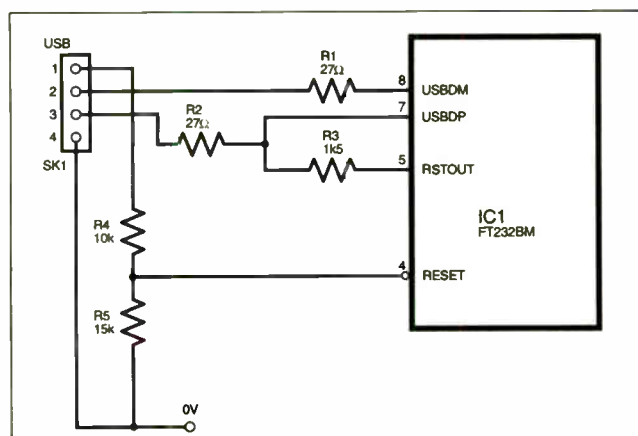 USB
1
2
3
4
SK1
R1
27Ω
R2
27Ω
R3
1k5
R4
10k
R5
15k
0V
8 USBDM
7 USBDP
5 RSTOUT
4 RESET
IC1
FT232BM